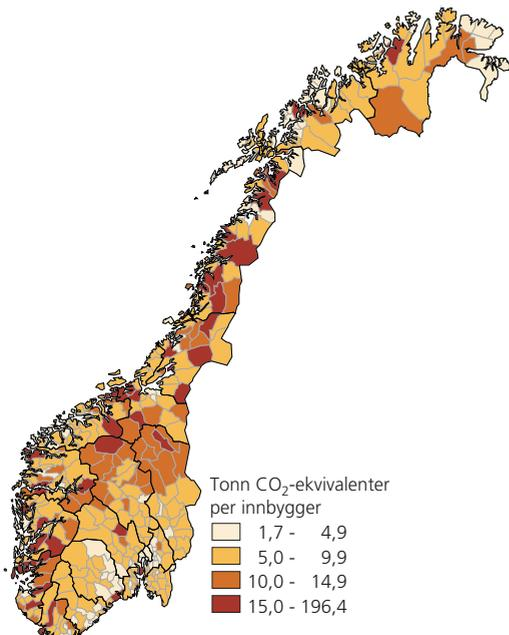 Tonn CO₂-ekvivalenter
per innbygger
1,7 - 4,9
5,0 - 9,9
10,0 - 14,9
15,0 - 196,4